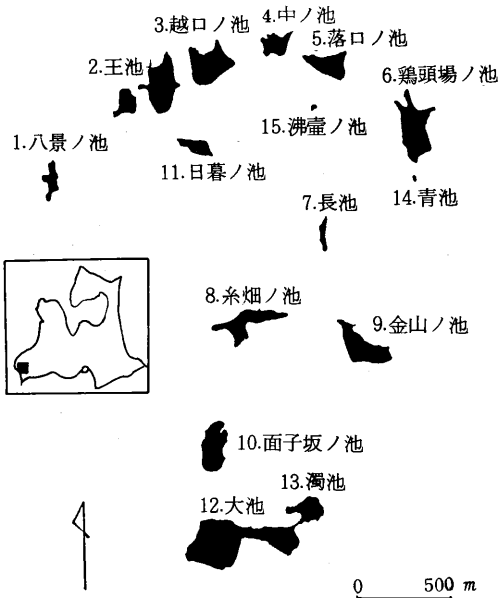 4.中ノ池
3.越口ノ池
5.落口ノ池
2.王池
6.鶏頭場ノ池
15.沸壷ノ池
1.八景ノ池
11.日暮ノ池
14.青池
7.長池
8.糸畑ノ池
9.金山ノ池
10.面子坂ノ池
13.濁池
12.大池
0 500 m